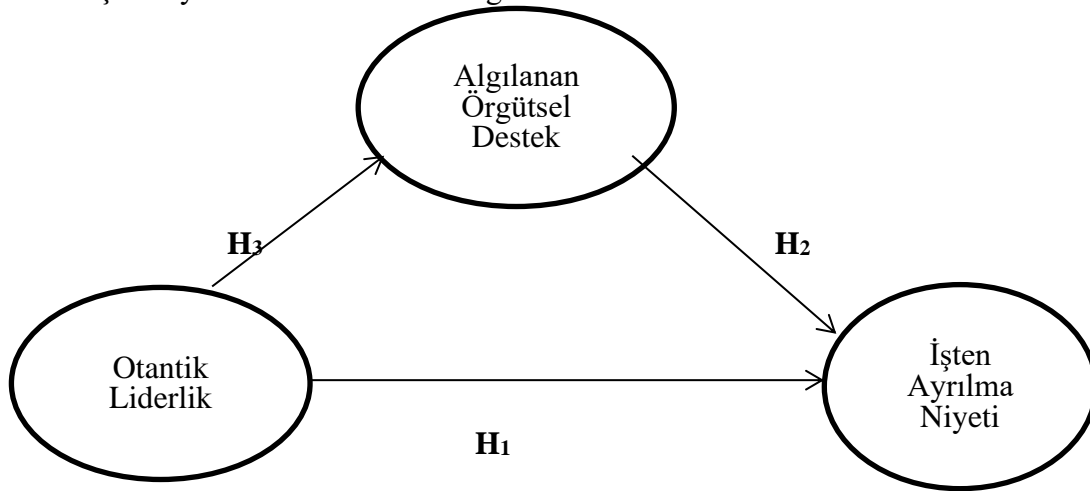 Algılanan
Örgütsel
Destek
H3
H2
Otantik
Liderlik
İşten
Ayrılma
Niyeti
H1